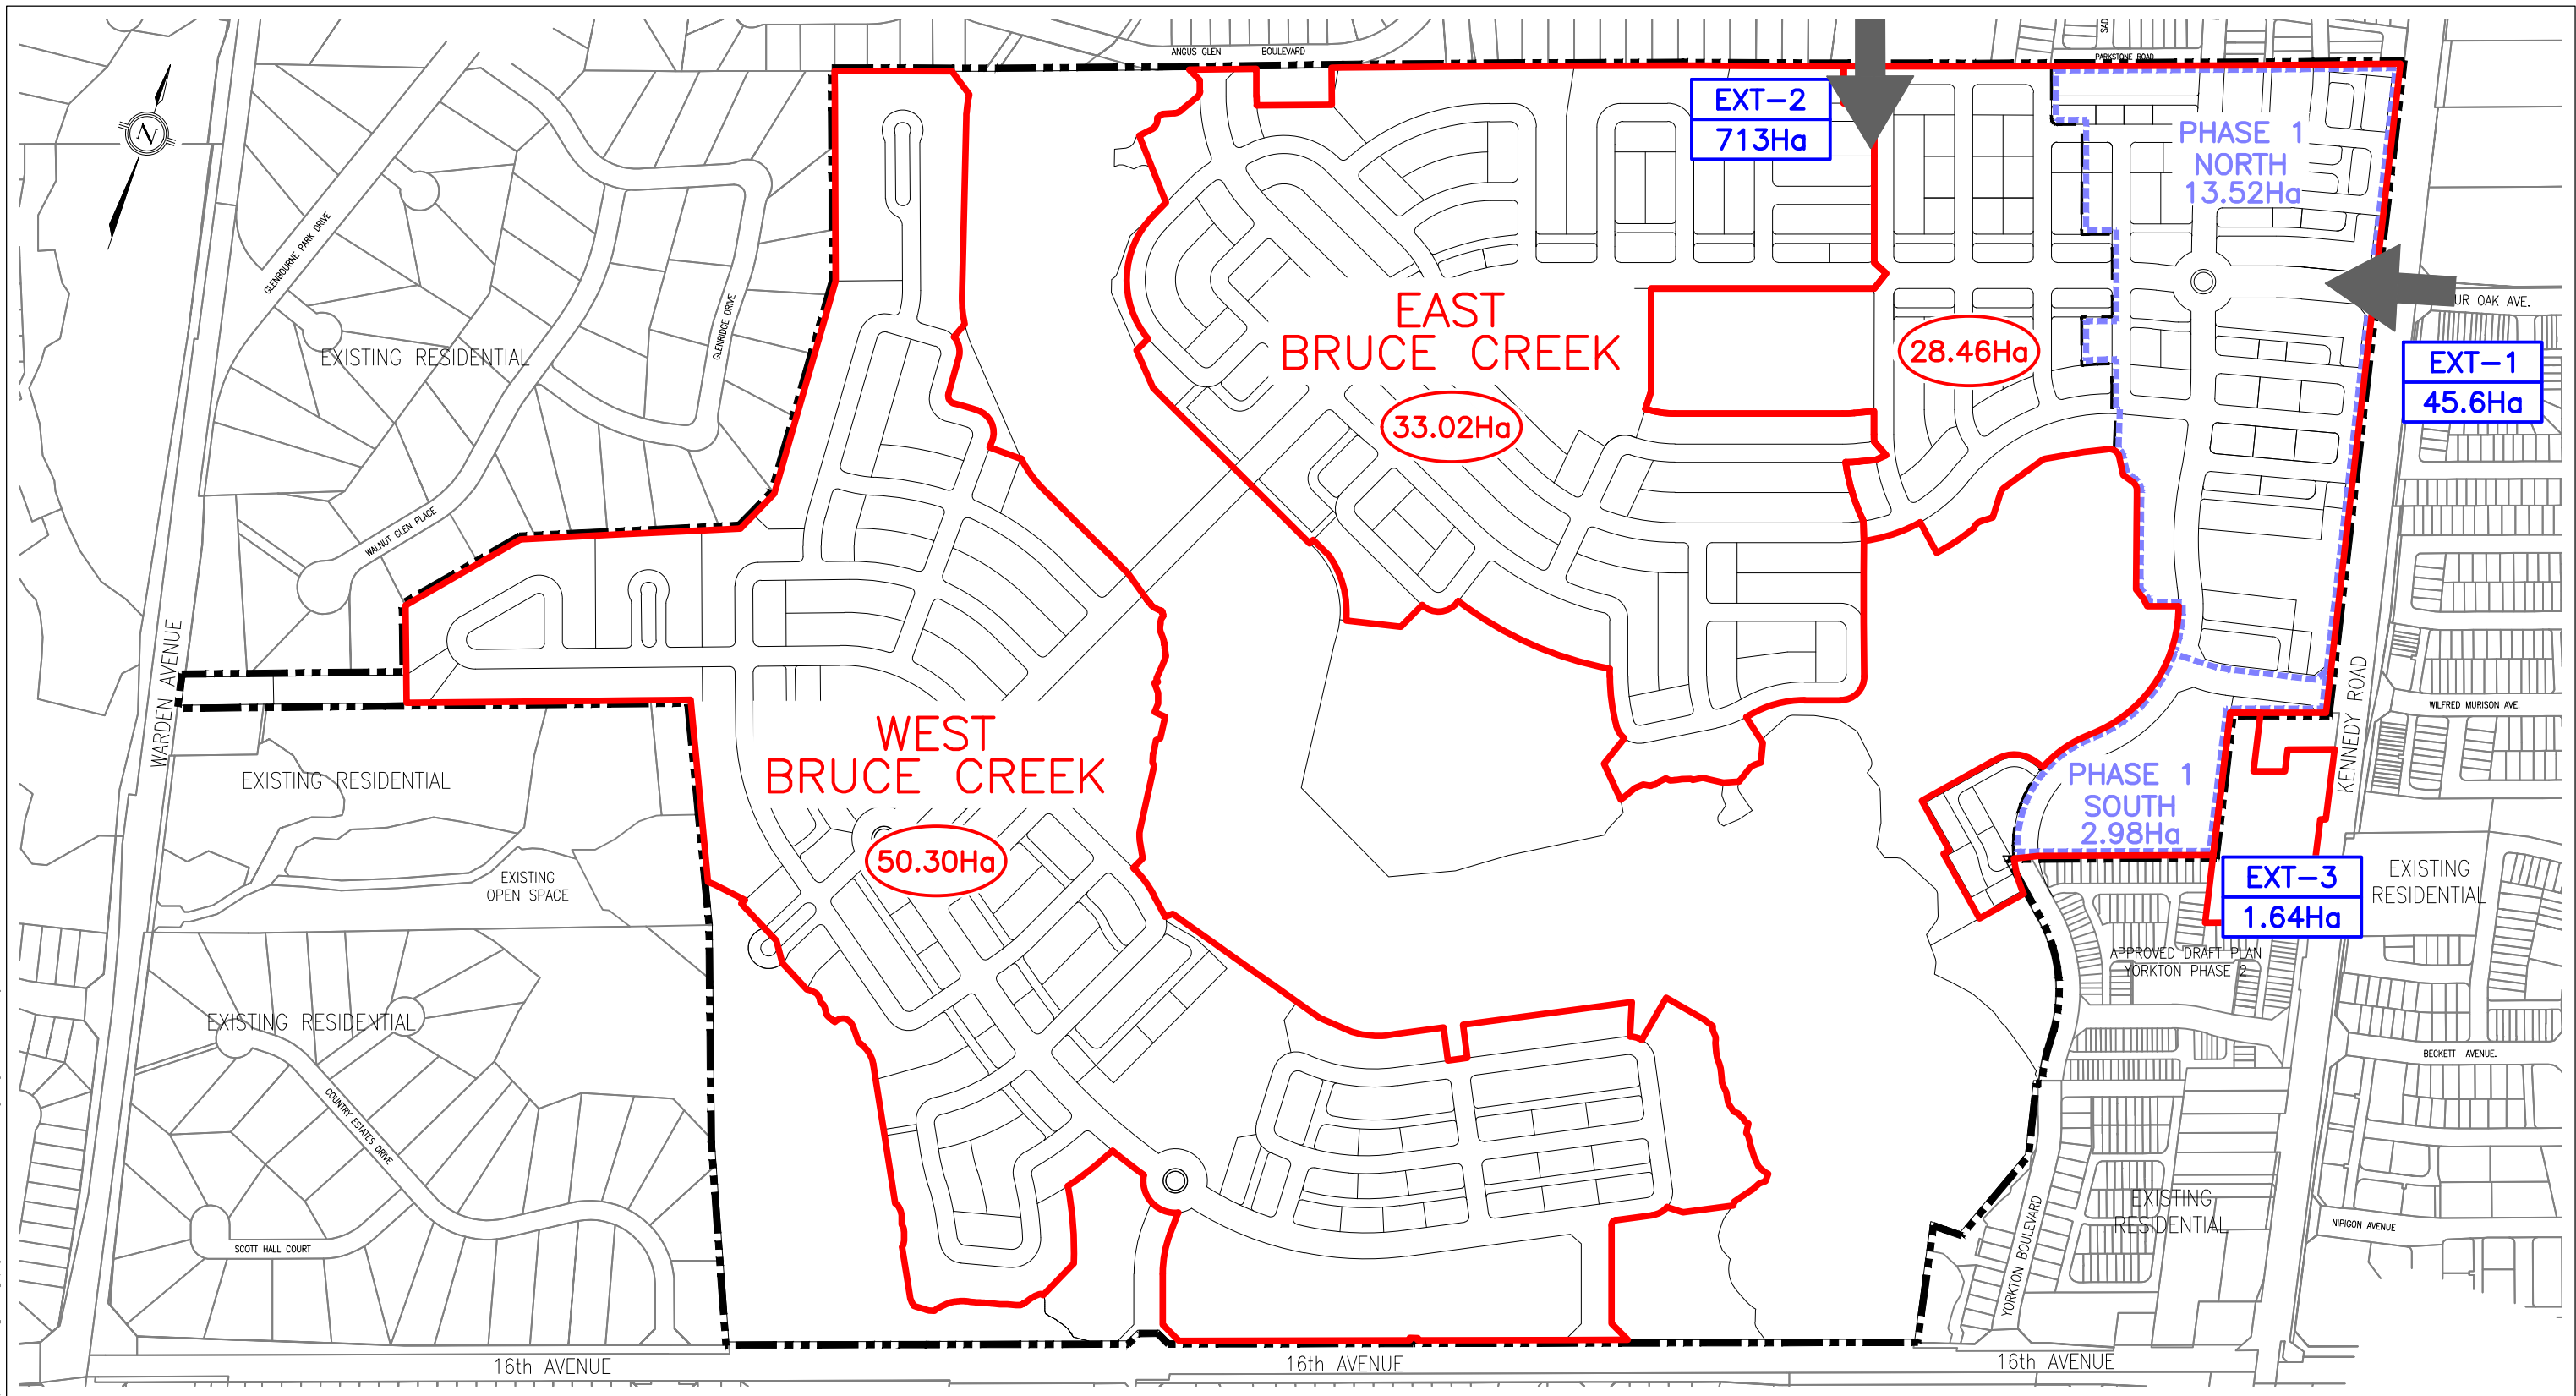 ANGUS GLEN BOULEVARD
SAD
PARKSTONE ROAD
EXT-2
713Ha
PHASE 1
NORTH
13.52Ha
N
GLENBOURNE PARK DRIVE
GLENRIDGE DRIVE
EXISTING RESIDENTIAL
EAST
BRUCE CREEK
33.02Ha
28.46Ha
UR OAK AVE.
EXT-1
45.6Ha
WALNUT GLEN PLACE
WARDEN AVENUE
EXISTING RESIDENTIAL
WEST
BRUCE CREEK
50.30Ha
KENNEDY ROAD
WILFRED MURISON AVE.
PHASE 1
SOUTH
2.98Ha
EXISTING
OPEN SPACE
EXT-3
1.64Ha
EXISTING
RESIDENTIAL
APPROVED DRAFT PLAN
YORKTON PHASE 2
EXISTING RESIDENTIAL
COUNTRY ESTATES DRIVE
BECKETT AVENUE.
SCOTT HALL COURT
YORKTON BOULEVARD
EXISTING
RESIDENTIAL
NIPIGON AVENUE
16th AVENUE
16th AVENUE
16th AVENUE